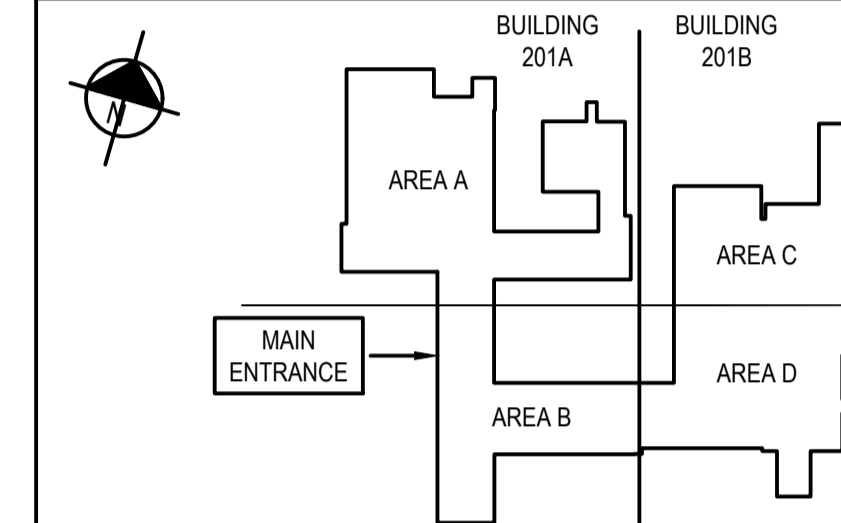 BUILDING
201A
BUILDING
201B
N
AREA A
AREA C
MAIN
ENTRANCE
AREA D
AREA B